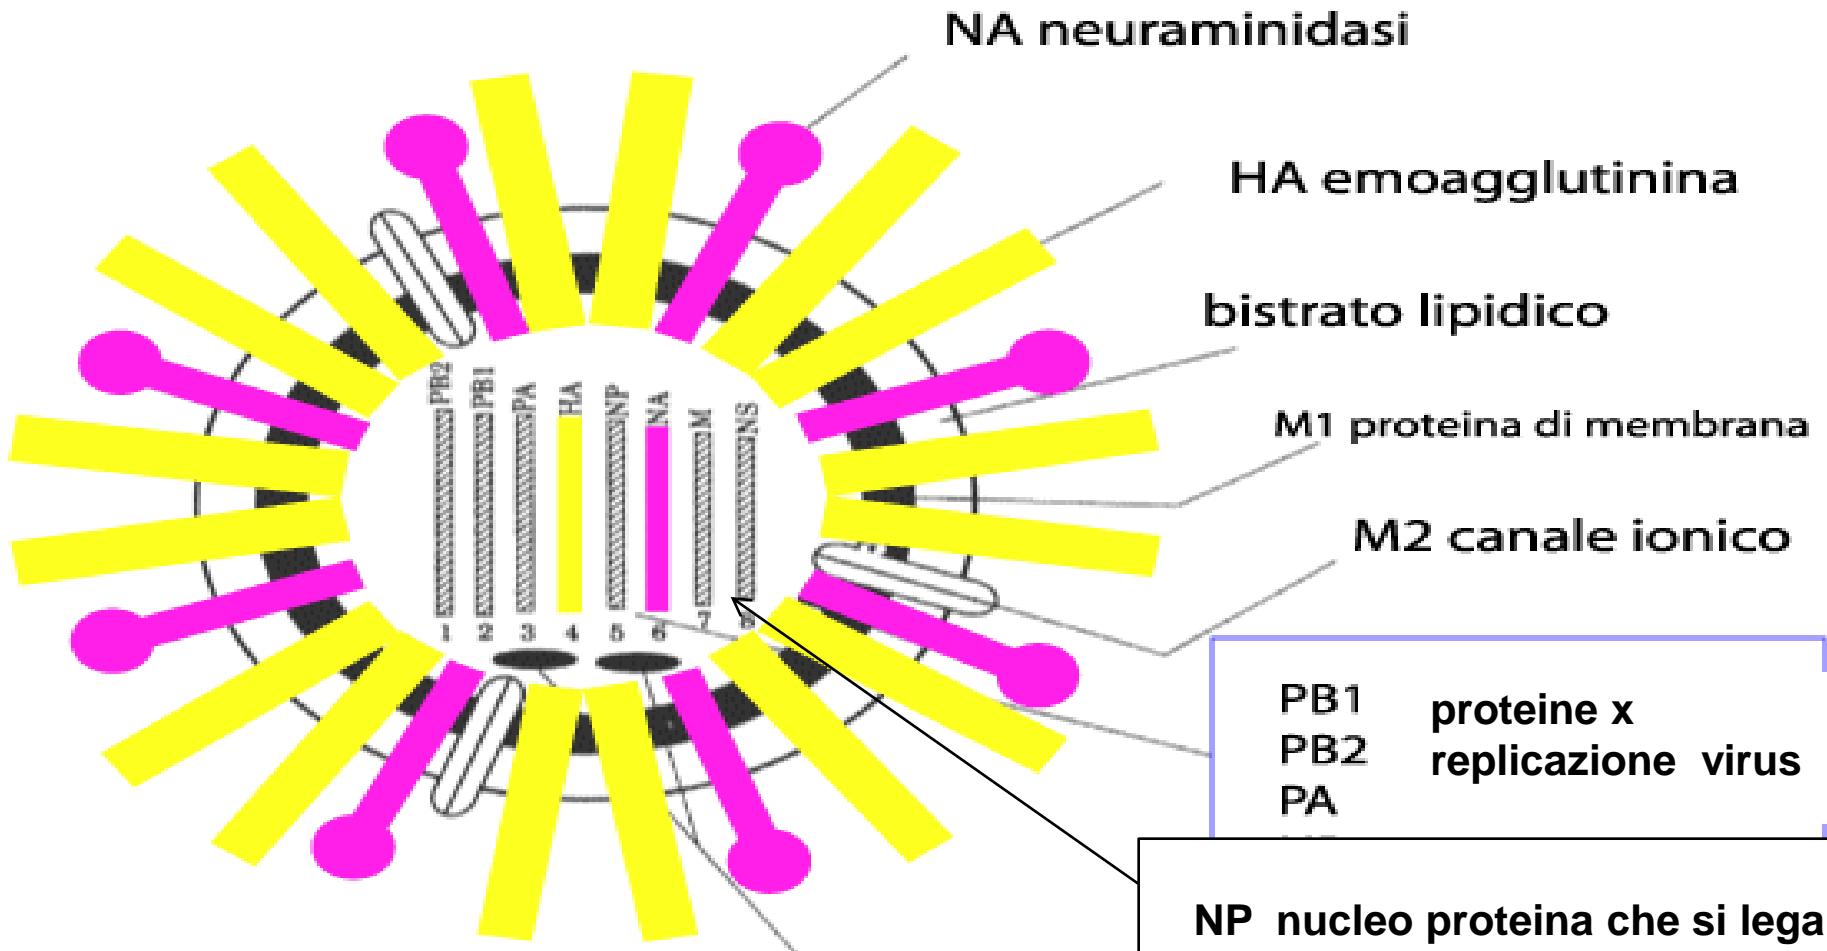 NA neuraminidasi
HA emoagglutinina
bistrato lipidico
M1 proteina di membrana
M2 canale ionico
PB2
PB1
PA
HA
NP
NA
M
NS
1
2
3
4
5
6
7
8
PB1
PB2
PA
proteine x
replicazione virus
NP nucleo proteina che si lega